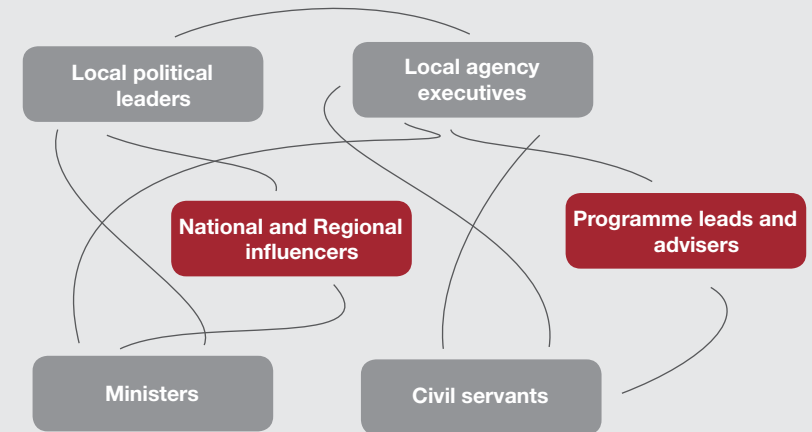 Local political
leaders
Local agency
executives
National and Regional
influencers
Programme leads and
advisers
Ministers
Civil servants